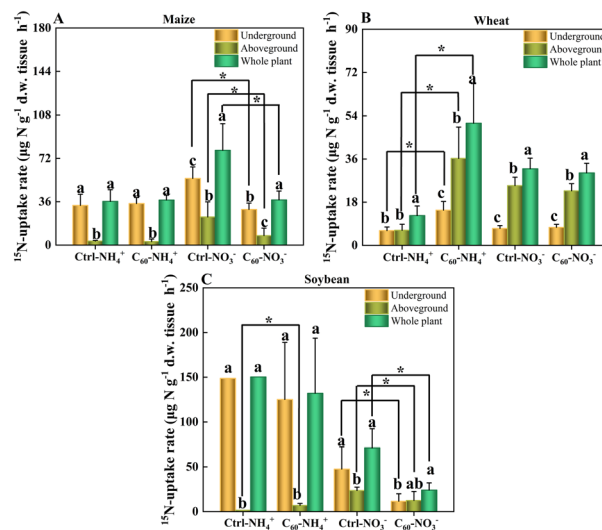 A
Maize
¹⁵N-uptake rate (μg N g⁻¹ d.w. tissue h⁻¹)
180
144
108
72
36
0
Underground
Aboveground
Whole plant
* * *
a b a
a b a
c b a
b c a
Ctrl-NH₄⁺ C₆₀-NH₄⁺ Ctrl-NO₃⁻ C₆₀-NO₃⁻
B
Wheat
¹⁵N-uptake rate (μg N g⁻¹ d.w. tissue h⁻¹)
90
72
54
36
18
0
Underground
Aboveground
Whole plant
* * *
b b a
c b a
c b a
c b a
Ctrl-NH₄⁺ C₆₀-NH₄⁺ Ctrl-NO₃⁻ C₆₀-NO₃⁻
C
Soybean
¹⁵N-uptake rate (μg N g⁻¹ d.w. tissue h⁻¹)
250
200
150
100
50
0
Underground
Aboveground
Whole plant
* * * *
a b a
a b a
a b a
b ab a
Ctrl-NH₄⁺ C₆₀-NH₄⁺ Ctrl-NO₃⁻ C₆₀-NO₃⁻